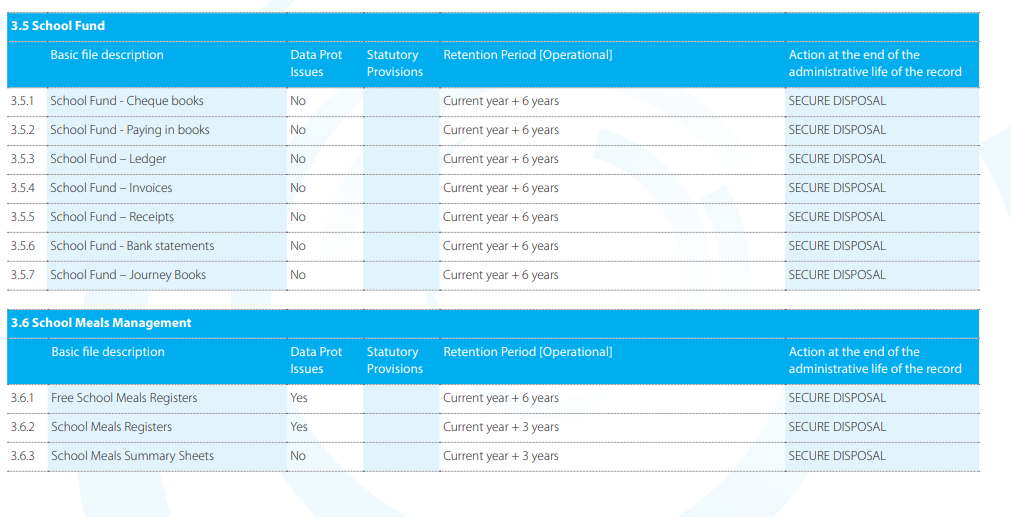 3.5 School Fund
Basic file description Data Prot Issues Statutory Provisions Retention Period [Operational] Action at the end of the administrative life of the record
3.5.1 School Fund - Cheque books No Current year + 6 years SECURE DISPOSAL
3.5.2 School Fund - Paying in books No Current year + 6 years SECURE DISPOSAL
3.5.3 School Fund – Ledger No Current year + 6 years SECURE DISPOSAL
3.5.4 School Fund – Invoices No Current year + 6 years SECURE DISPOSAL
3.5.5 School Fund – Receipts No Current year + 6 years SECURE DISPOSAL
3.5.6 School Fund - Bank statements No Current year + 6 years SECURE DISPOSAL
3.5.7 School Fund – Journey Books No Current year + 6 years SECURE DISPOSAL
3.6 School Meals Management
Basic file description Data Prot Issues Statutory Provisions Retention Period [Operational] Action at the end of the administrative life of the record
3.6.1 Free School Meals Registers Yes Current year + 6 years SECURE DISPOSAL
3.6.2 School Meals Registers Yes Current year + 3 years SECURE DISPOSAL
3.6.3 School Meals Summary Sheets No Current year + 3 years SECURE DISPOSAL